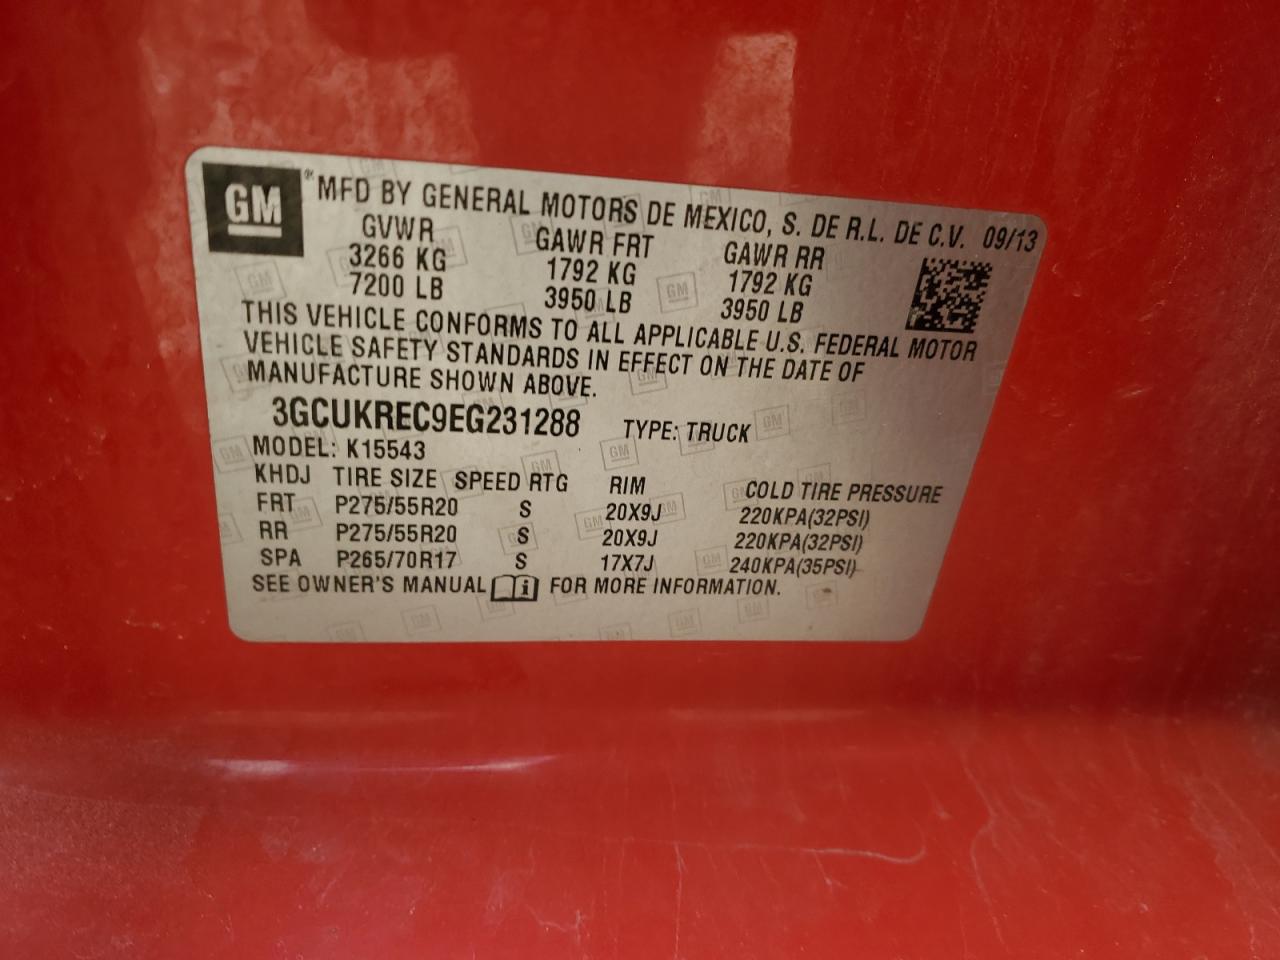 GM ® MFD BY GENERAL MOTORS DE MEXICO, S. DE R.L. DE C.V. 09/13
GVWR GAWR FRT GAWR RR
3266 KG 1792 KG 1792 KG
7200 LB 3950 LB 3950 LB
THIS VEHICLE CONFORMS TO ALL APPLICABLE U.S. FEDERAL MOTOR
VEHICLE SAFETY STANDARDS IN EFFECT ON THE DATE OF
MANUFACTURE SHOWN ABOVE.
3GCUKREC9EG231288 TYPE: TRUCK
MODEL: K15543
KHDJ TIRE SIZE SPEED RTG RIM COLD TIRE PRESSURE
FRT P275/55R20 S 20X9J 220KPA(32PSI)
RR P275/55R20 S 20X9J 220KPA(32PSI)
SPA P265/70R17 S 17X7J 240KPA(35PSI)
SEE OWNER'S MANUAL i FOR MORE INFORMATION.